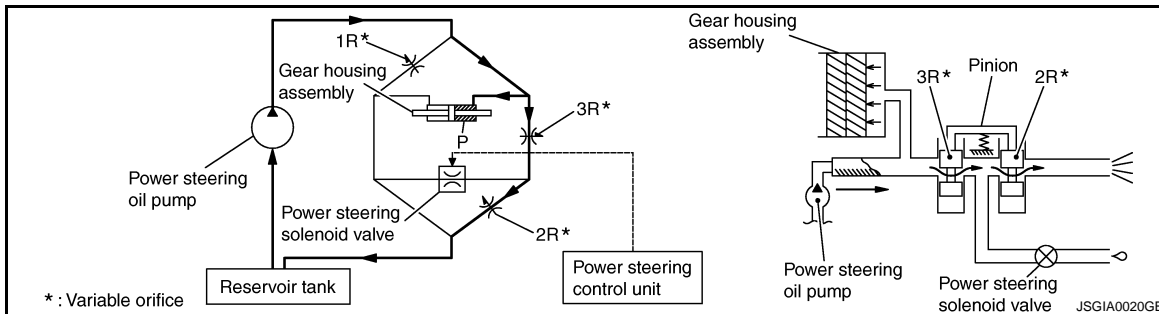 1R*
Gear housing
assembly
3R*
P
Power steering
oil pump
Power steering
solenoid valve
2R*
Reservoir tank
Power steering
control unit
* : Variable orifice
Gear housing
assembly
Pinion
3R*
2R*
Power steering
oil pump
Power steering
solenoid valve
JSGIA0020GB